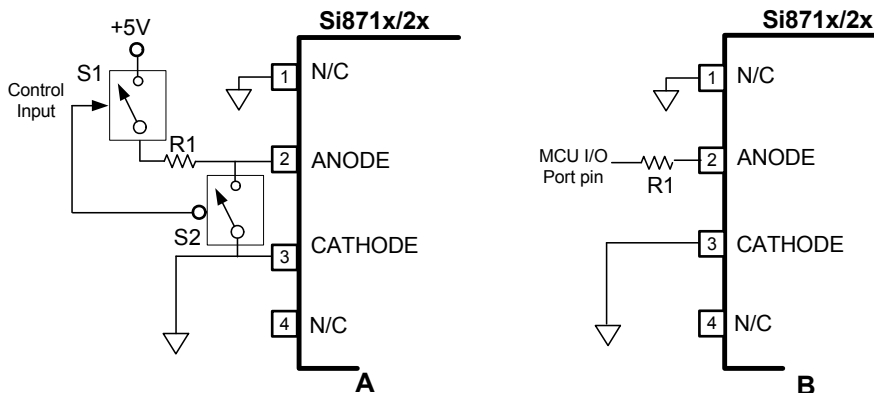 Si871x/2x
+5V
S1
Control
Input
1 N/C
R1
2 ANODE
S2
3 CATHODE
4 N/C
A
Si871x/2x
1 N/C
MCU I/O
Port pin
R1
2 ANODE
3 CATHODE
4 N/C
B